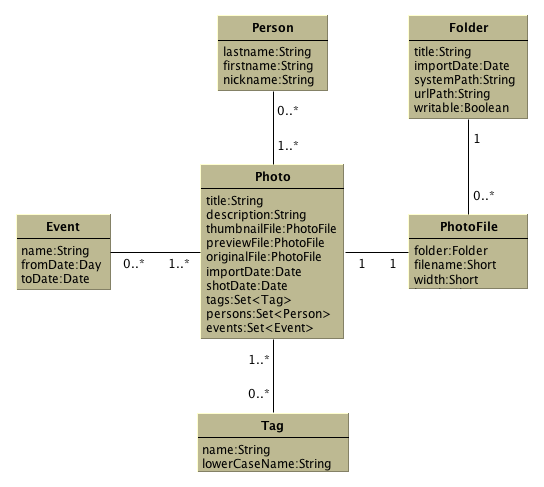 Person
lastname:String
firstname:String
nickname:String
Folder
title:String
importDate:Date
systemPath:String
urlPath:String
writable:Boolean
0..*
1..*
1
0..*
Photo
title:String
description:String
thumbnailFile:PhotoFile
previewFile:PhotoFile
originalFile:PhotoFile
importDate:Date
shotDate:Date
tags:Set<Tag>
persons:Set<Person>
events:Set<Event>
Event
name:String
fromDate:Day
toDate:Date
0..* 1..*
1 1
PhotoFile
folder:Folder
filename:Short
width:Short
1..*
0..*
Tag
name:String
lowerCaseName:String